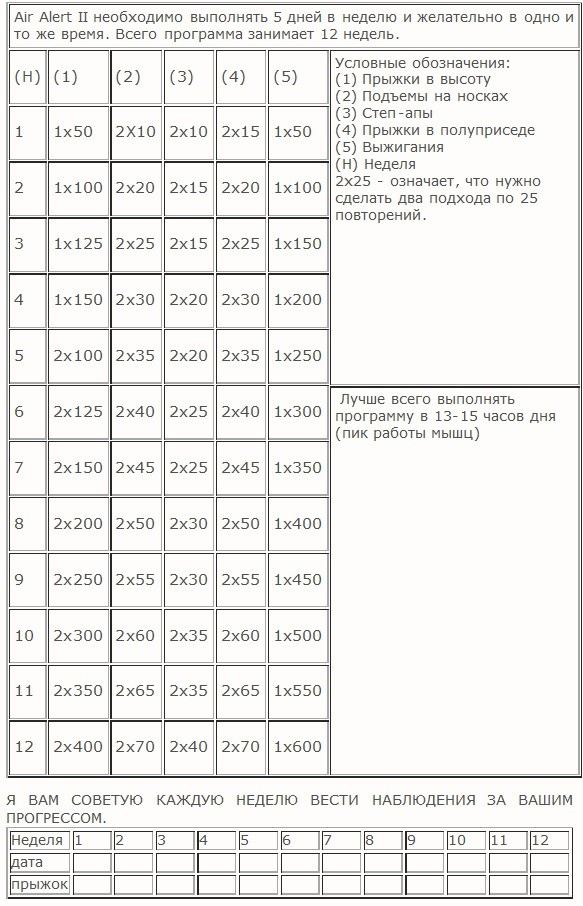 Air Alert II необходимо выполнять 5 дней в неделю и желательно в одно и
то же время. Всего программа занимает 12 недель.
(Н) (1) (2) (3) (4) (5)
1 1x50 2X10 2x10 2x15 1x50
2 1x100 2x20 2x15 2x20 1x100
3 1x125 2x25 2x15 2x25 1x150
4 1x150 2x30 2x20 2x30 1x200
5 2x100 2x35 2x20 2x35 1x250
6 2x125 2x40 2x25 2x40 1x300
7 2x150 2x45 2x25 2x45 1x350
8 2x200 2x50 2x30 2x50 1x400
9 2x250 2x55 2x30 2x55 1x450
10 2x300 2x60 2x35 2x60 1x500
11 2x350 2x65 2x35 2x65 1x550
12 2x400 2x70 2x40 2x70 1x600
Условные обозначения:
(1) Прыжки в высоту
(2) Подъемы на носках
(3) Степ-апы
(4) Прыжки в полуприседе
(5) Выжигания
(Н) Неделя
2x25 - означает, что нужно
сделать два подхода по 25
повторений.
Лучше всего выполнять
программу в 13-15 часов дня
(пик работы мышц)
Я ВАМ СОВЕТУЮ КАЖДУЮ НЕДЕЛЮ ВЕСТИ НАБЛЮДЕНИЯ ЗА ВАШИМ
ПРОГРЕССОМ.
Неделя 1 2 3 4 5 6 7 8 9 10 11 12
дата
прыжок